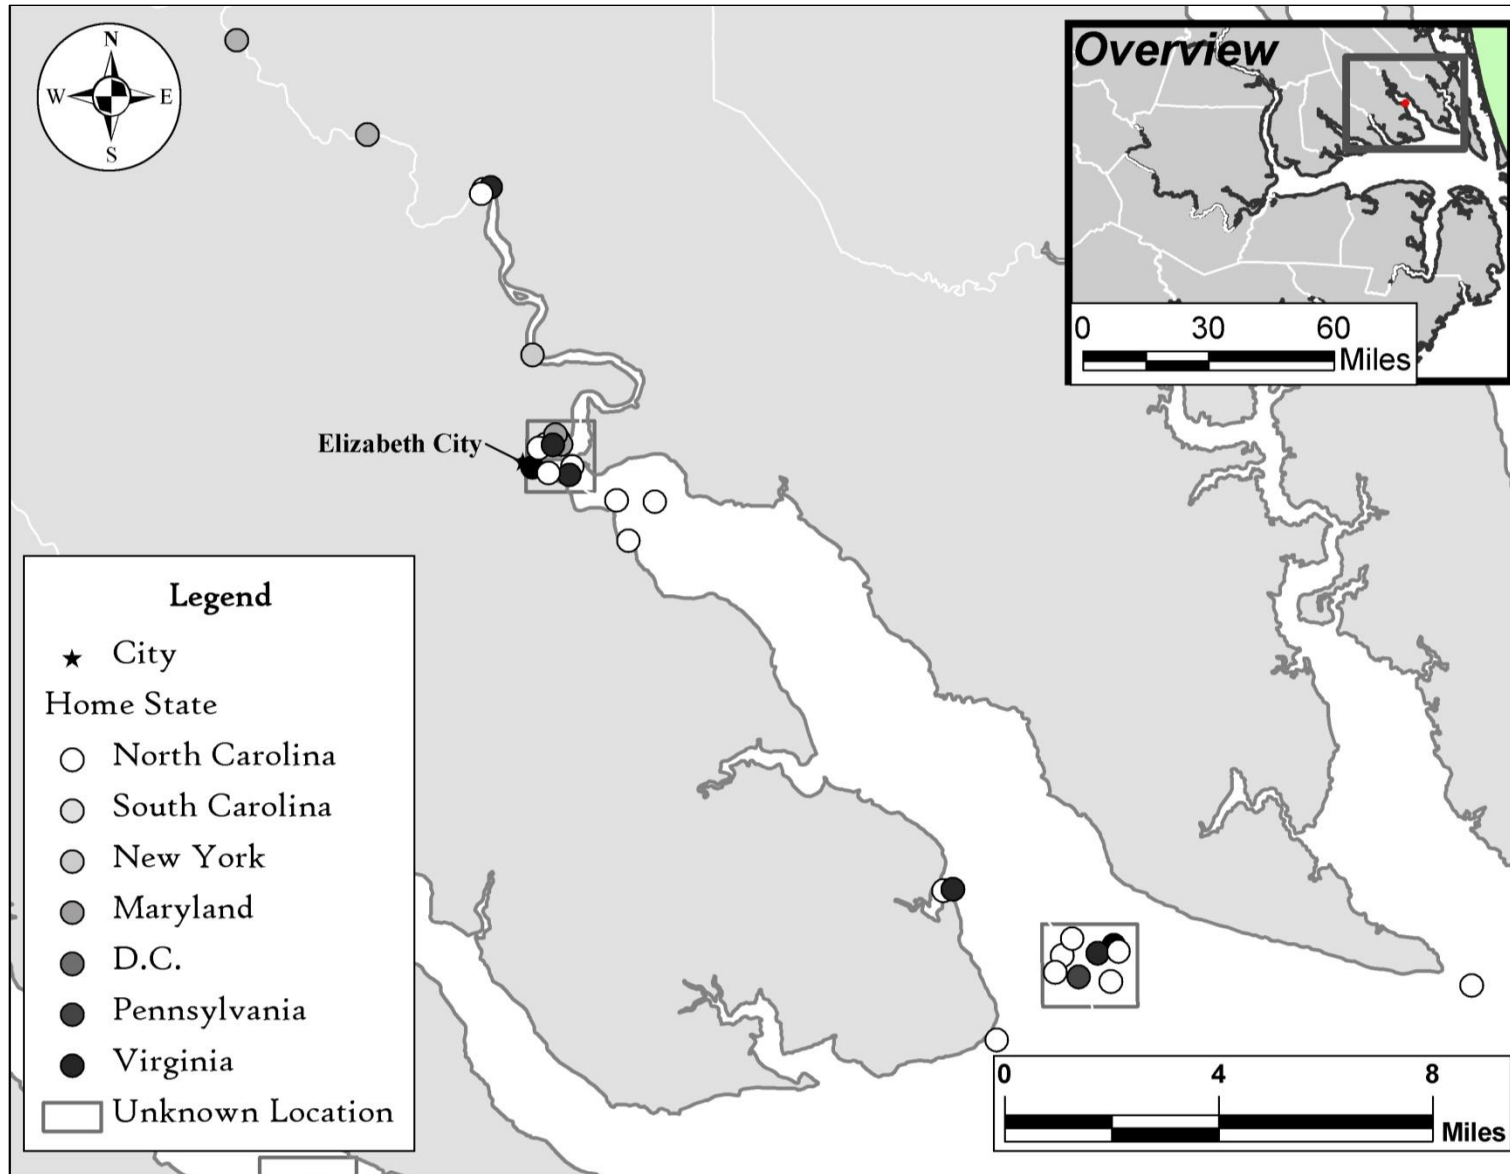 N
W E
S
Overview
0 30 60
Miles
Elizabeth City
Legend
City
Home State
North Carolina
South Carolina
New York
Maryland
D.C.
Pennsylvania
Virginia
Unknown Location
0 4 8
Miles